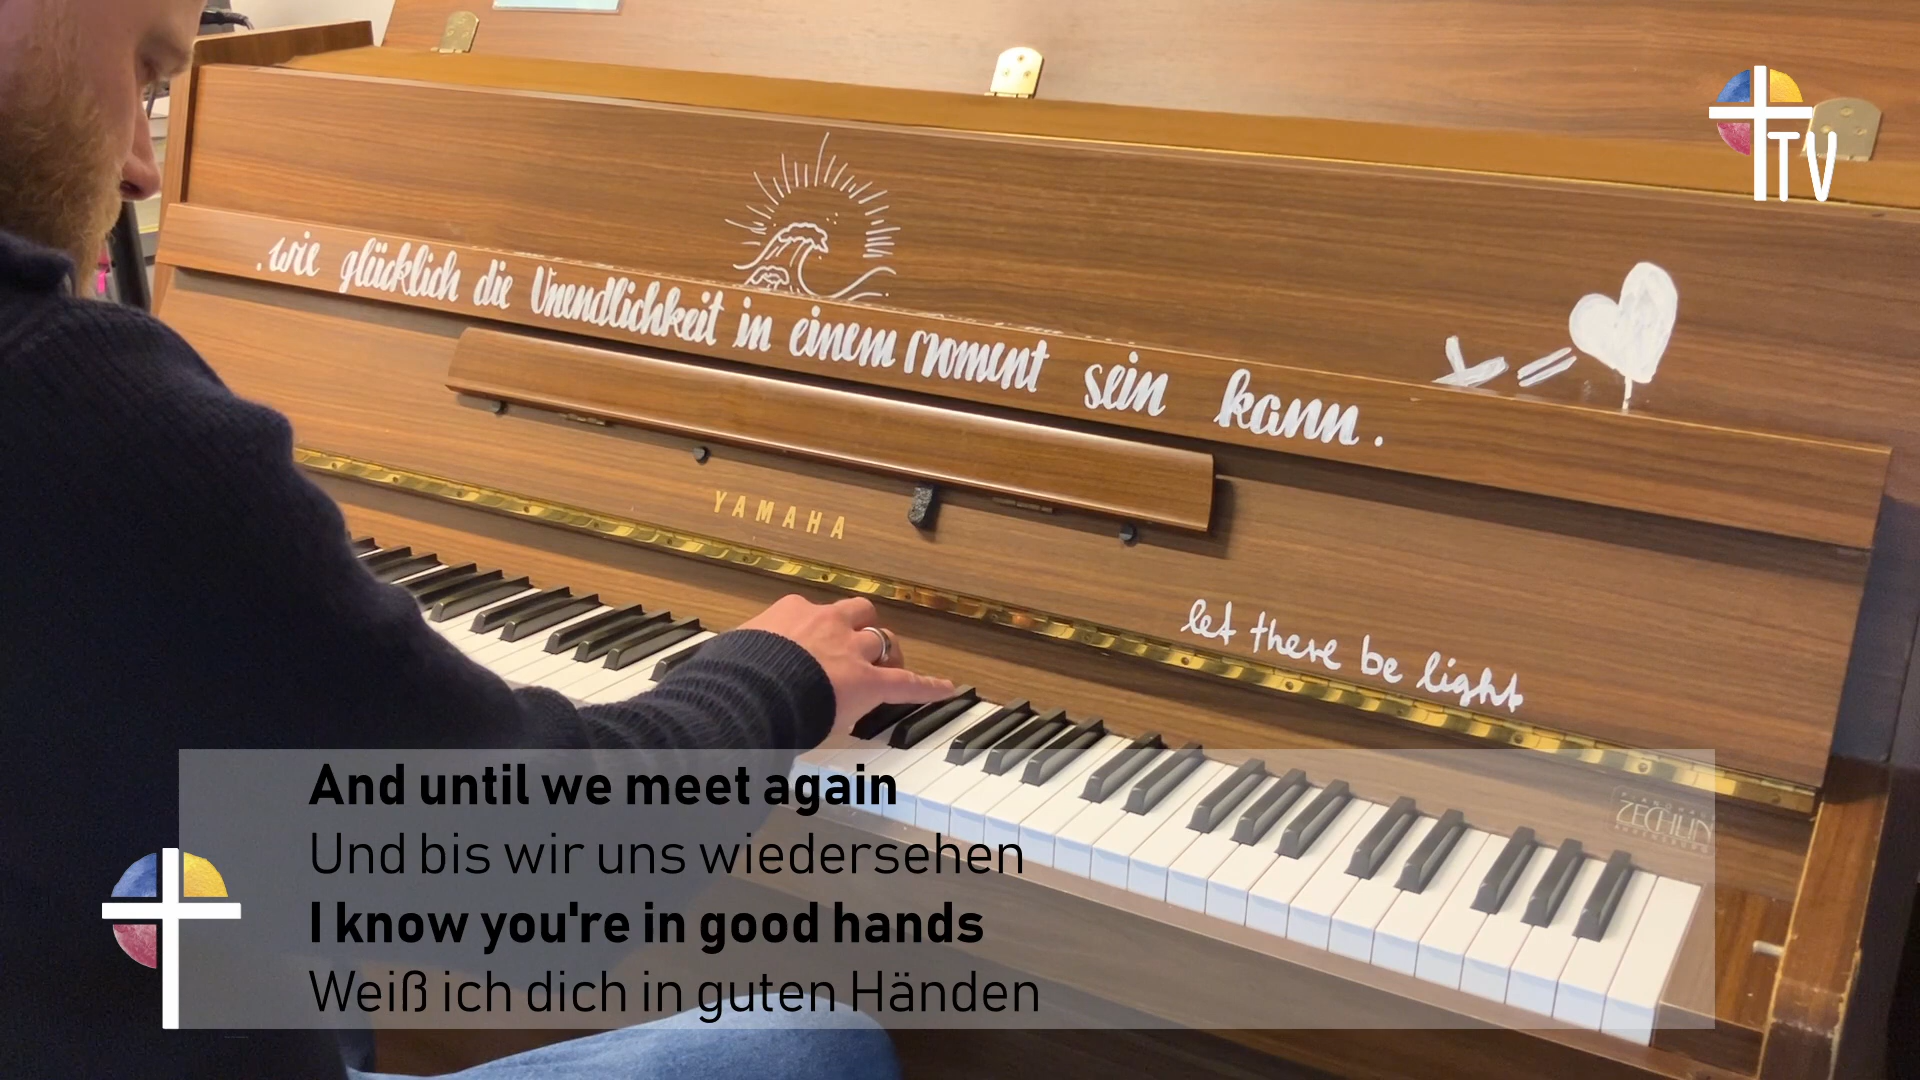 TV
.wie glücklich die Unendlichkeit in einem moment sein kann.
YAMAHA
let there be light
And until we meet again
Und bis wir uns wiedersehen
I know you're in good hands
Weiß ich dich in guten Händen
ZECHLIN